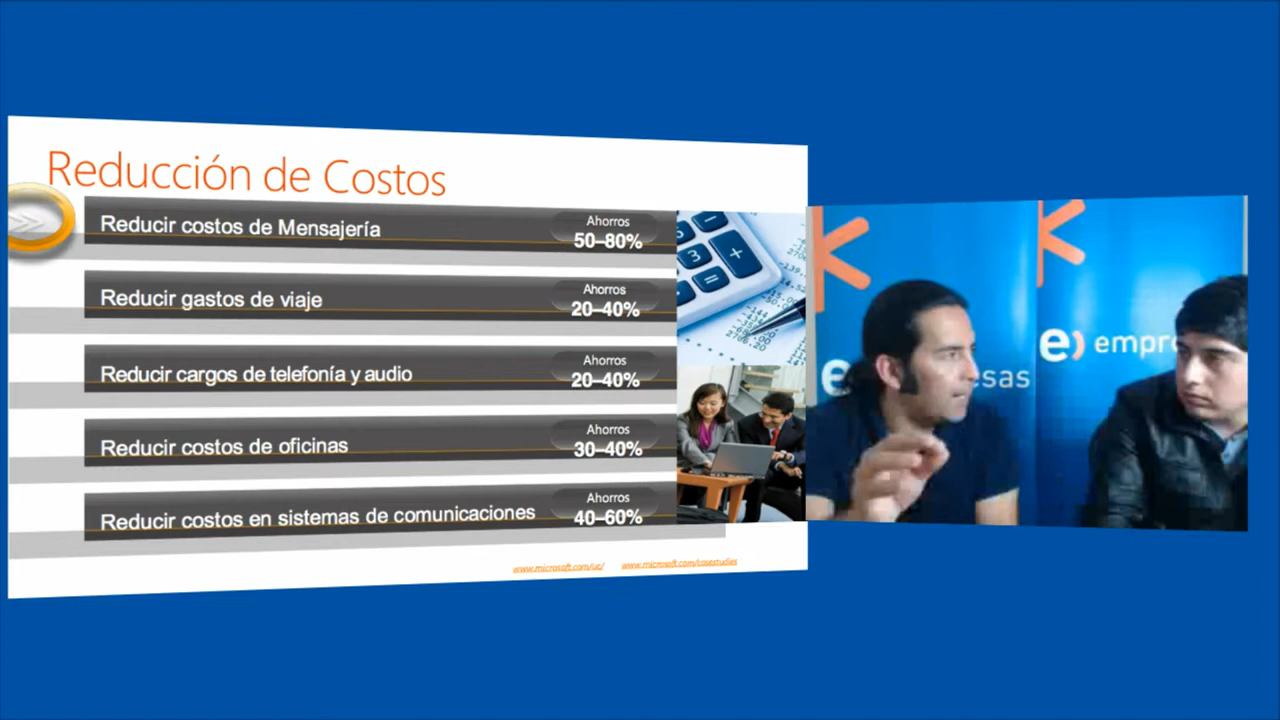 Reducción de Costos
Reducir costos de Mensajería
Ahorros
50–80%
Reducir gastos de viaje
Ahorros
20–40%
Reducir cargos de telefonía y audio
Ahorros
20–40%
Reducir costos de oficinas
Ahorros
30–40%
Reducir costos en sistemas de comunicaciones
Ahorros
40–60%
www.microsoft.com/uc/ www.microsoft.com/casestudies
e sas
e) empre